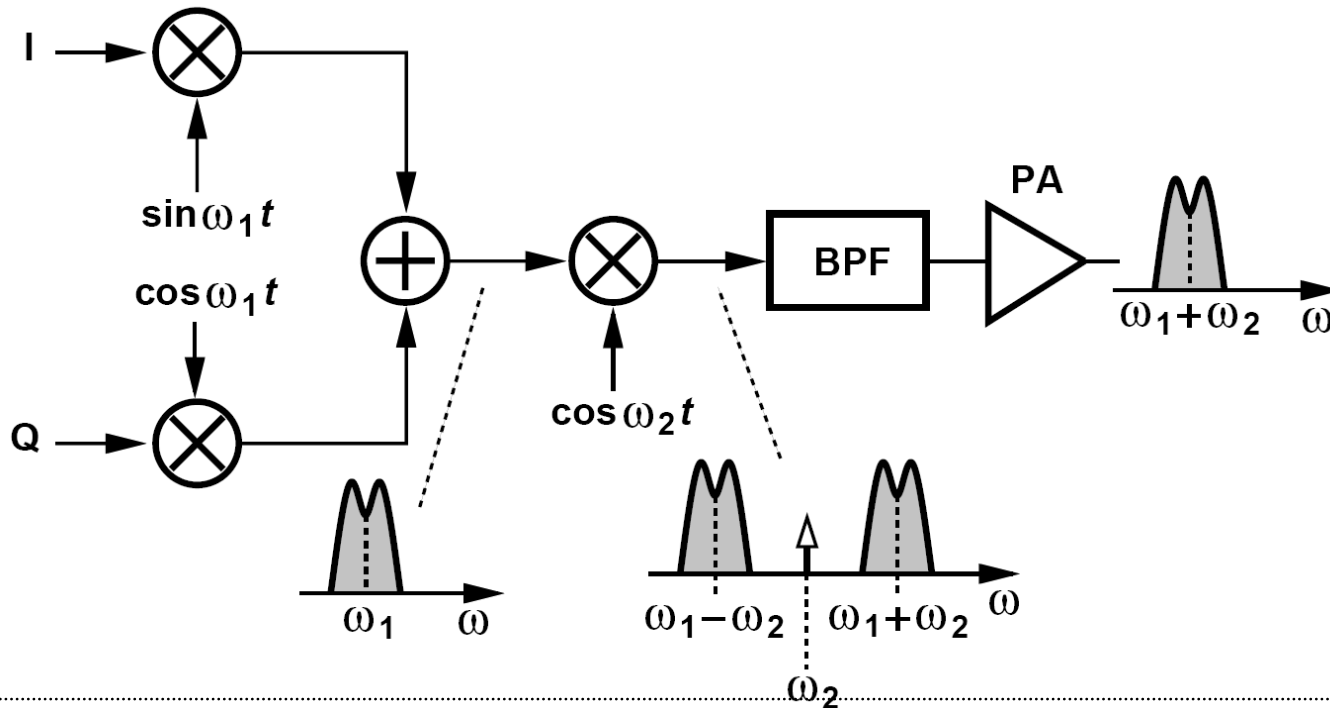 I
sin ω₁t
cos ω₁t
Q
cos ω₂t
BPF
PA
ω₁+ω₂
ω
ω₁
ω
ω₁−ω₂
ω₁+ω₂
ω
ω₂